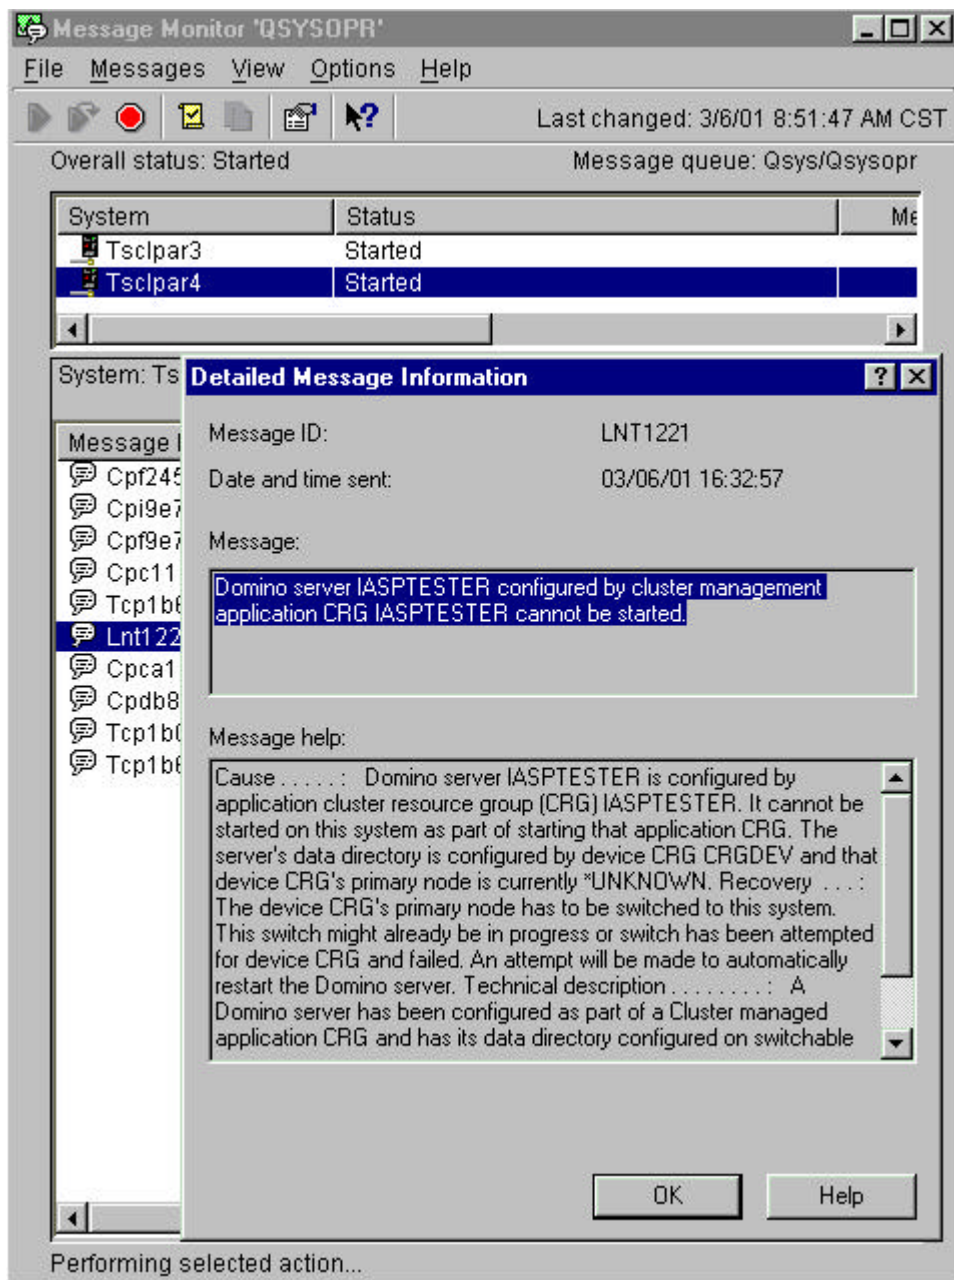 Message Monitor 'QSYSOPR'
File Messages View Options Help
Last changed: 3/6/01 8:51:47 AM CST
Overall status: Started Message queue: Qsys/Qsysopr
System Status Me
Tsclpar3 Started
Tsclpar4 Started
System: Ts
Message I
Cpf245
Cpi9e7
Cpf9e7
Cpc11
Tcp1b6
Lnt122
Cpca1
Cpdb8
Tcp1b0
Tcp1b6
Detailed Message Information
Message ID: LNT1221
Date and time sent: 03/06/01 16:32:57
Message:
Domino server IASPTESTER configured by cluster management
application CRG IASPTESTER cannot be started.
Message help:
Cause . . . . . : Domino server IASPTESTER is configured by
application cluster resource group (CRG) IASPTESTER. It cannot be
started on this system as part of starting that application CRG. The
server's data directory is configured by device CRG CRGDEV and that
device CRG's primary node is currently *UNKNOWN. Recovery . . . :
The device CRG's primary node has to be switched to this system.
This switch might already be in progress or switch has been attempted
for device CRG and failed. An attempt will be made to automatically
restart the Domino server. Technical description . . . . . . . . : A
Domino server has been configured as part of a Cluster managed
application CRG and has its data directory configured on switchable
OK Help
Performing selected action...